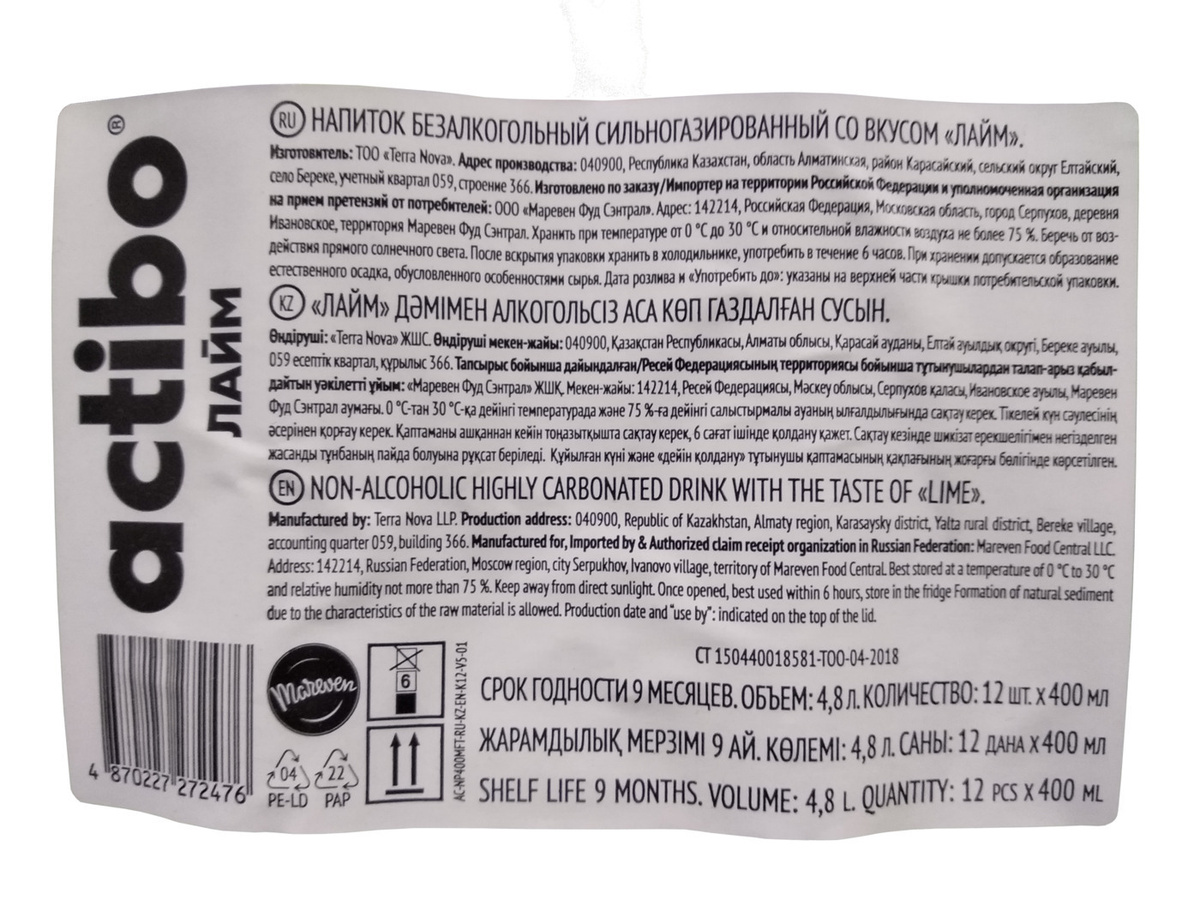 actibo®
ЛАЙМ
RU НАПИТОК БЕЗАЛКОГОЛЬНЫЙ СИЛЬНОГАЗИРОВАННЫЙ СО ВКУСОМ «ЛАЙМ».
Изготовитель: ТОО «Terra Nova». Адрес производства: 040900, Республика Казахстан, область Алматинская, район Карасайский, сельский округ Елтайский,
село Береке, учетный квартал 059, строение 366. Изготовлено по заказу/Импортер на территории Российской Федерации и уполномоченная организация
на прием претензий от потребителей: ООО «Маревен Фуд Сэнтрал». Адрес: 142214, Российская Федерация, Московская область, город Серпухов, деревня
Ивановское, территория Маревен Фуд Сэнтрал. Хранить при температуре от 0 °С до 30 °С и относительной влажности воздуха не более 75 %. Беречь от воз-
действия прямого солнечного света. После вскрытия упаковки хранить в холодильнике, употребить в течение 6 часов. При хранении допускается образование
естественного осадка, обусловленного особенностями сырья. Дата розлива и «Употребить до»: указаны на верхней части крышки потребительской упаковки.
KZ «ЛАЙМ» ДӘМІМЕН АЛКОГОЛЬСІЗ АСА КӨП ГАЗДАЛҒАН СУСЫН.
Өндіруші: «Terra Nova» ЖШС. Өндіруші мекен-жайы: 040900, Қазақстан Республикасы, Алматы облысы, Қарасай ауданы, Елтай ауылдық округі, Береке ауылы,
059 есептік квартал, құрылыс 366. Тапсырыс бойынша дайындалған/Ресей Федерациясының территориясы бойынша тұтынушылардан талап-арыз қабыл-
дайтын уәкілетті ұйым: «Маревен Фуд Сэнтрал» ЖШҚ, Мекен-жайы: 142214, Ресей Федерациясы, Мәскеу облысы, Серпухов қаласы, Ивановское ауылы, Маревен
Фуд Сэнтрал аумағы. 0 °С-тан 30 °С-қа дейінгі температурада және 75 %-ға дейінгі салыстырмалы ауаның ылғалдылығында сақтау керек. Тікелей күн сәулесінің
әсерінен қорғау керек. Қаптаманы ашқаннан кейін тоңазытқышта сақтау керек, 6 сағат ішінде қолдану қажет. Сақтау кезінде шикізат ерекшелігімен негізделген
жасанды тұнбаның пайда болуына рұқсат беріледі. Құйылған күні және «дейін қолдану» тұтынушы қаптамасының қақпағының жоғарғы бөлігінде көрсетілген.
EN NON-ALCOHOLIC HIGHLY CARBONATED DRINK WITH THE TASTE OF «LIME».
Manufactured by: Terra Nova LLP. Production address: 040900, Republic of Kazakhstan, Almaty region, Karasaysky district, Yalta rural district, Bereke village,
accounting quarter 059, building 366. Manufactured for, Imported by & Authorized claim receipt organization in Russian Federation: Mareven Food Central LLC.
Address: 142214, Russian Federation, Moscow region, city Serpukhov, Ivanovo village, territory of Mareven Food Central. Best stored at a temperature of 0 °C to 30 °C
and relative humidity not more than 75 %. Keep away from direct sunlight. Once opened, best used within 6 hours, store in the fridge Formation of natural sediment
due to the characteristics of the raw material is allowed. Production date and “use by”: indicated on the top of the lid.
СТ 150440018581-ТОО-04-2018
СРОК ГОДНОСТИ 9 МЕСЯЦЕВ. ОБЪЕМ: 4,8 л. КОЛИЧЕСТВО: 12 шт. х 400 мл
ЖАРАМДЫЛЫҚ МЕРЗІМІ 9 АЙ. КӨЛЕМІ: 4,8 л. САНЫ: 12 ДАНА х 400 мл
SHELF LIFE 9 MONTHS. VOLUME: 4,8 L. QUANTITY: 12 PCS x 400 ML
4 870227 272476
Mareven
6
04
PE-LD
22
PAP
AC-NP400MFT-RU-KZ-EN-K12-V5-01